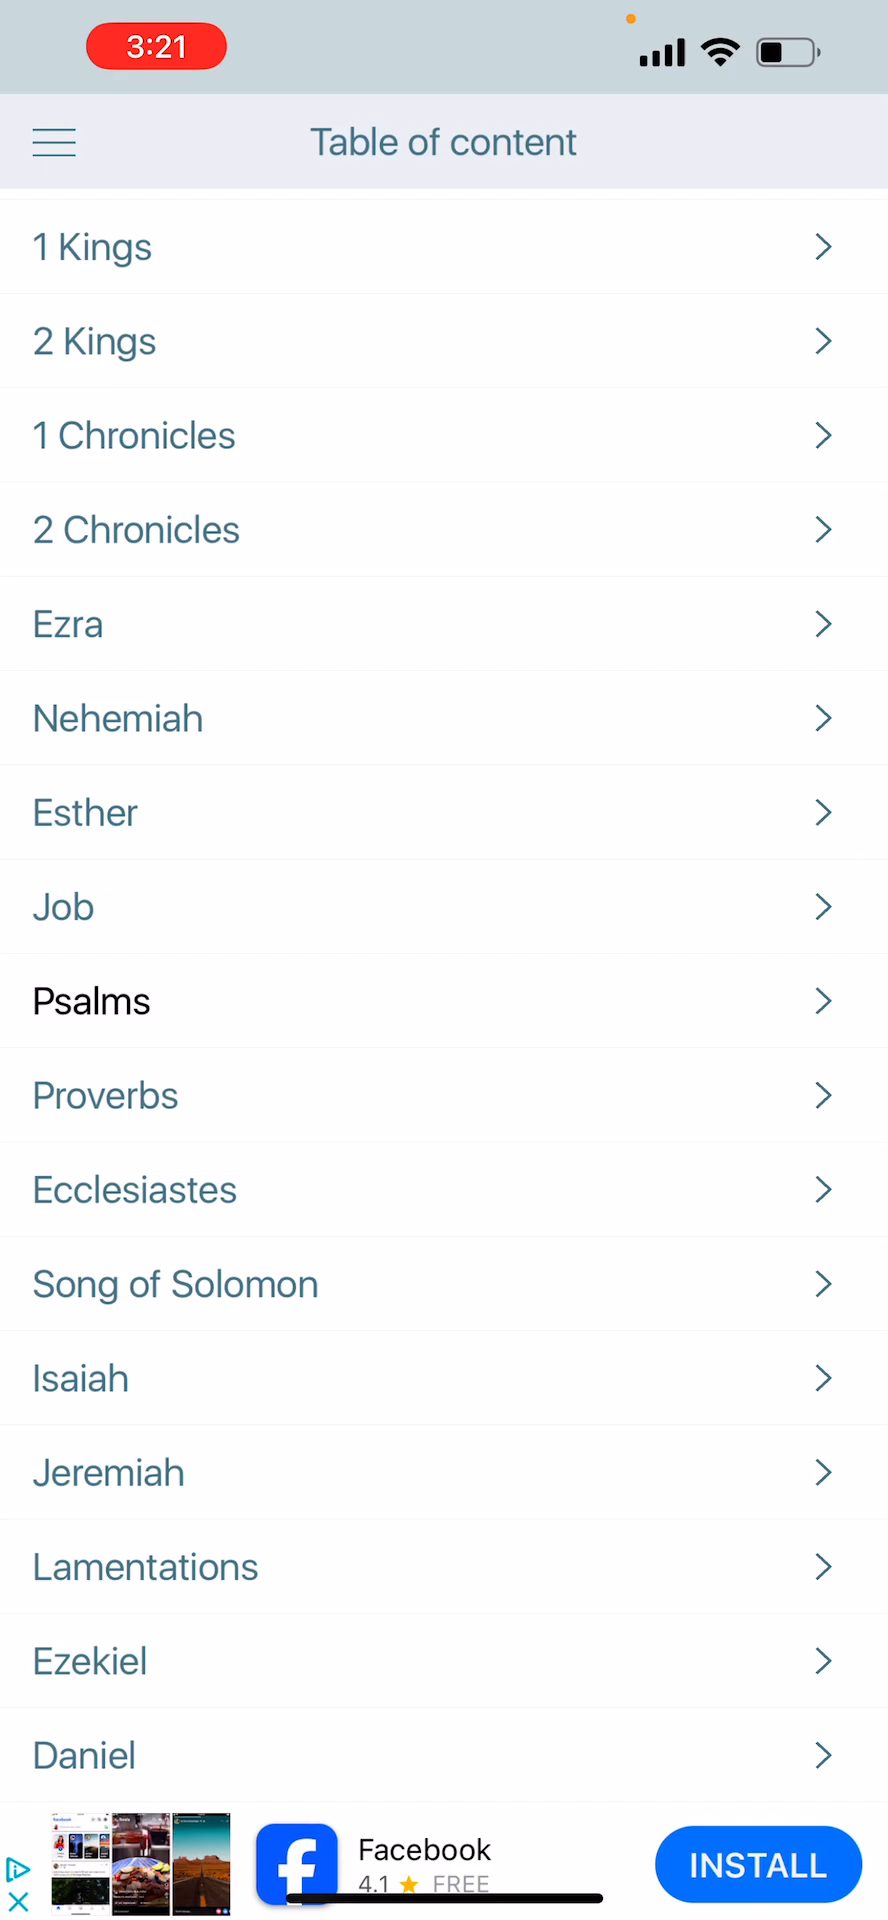 3:21
Table of content
1 Kings
2 Kings
1 Chronicles
2 Chronicles
Ezra
Nehemiah
Esther
Job
Psalms
Proverbs
Ecclesiastes
Song of Solomon
Isaiah
Jeremiah
Lamentations
Ezekiel
Daniel
Facebook
4.1 ★ FREE
INSTALL